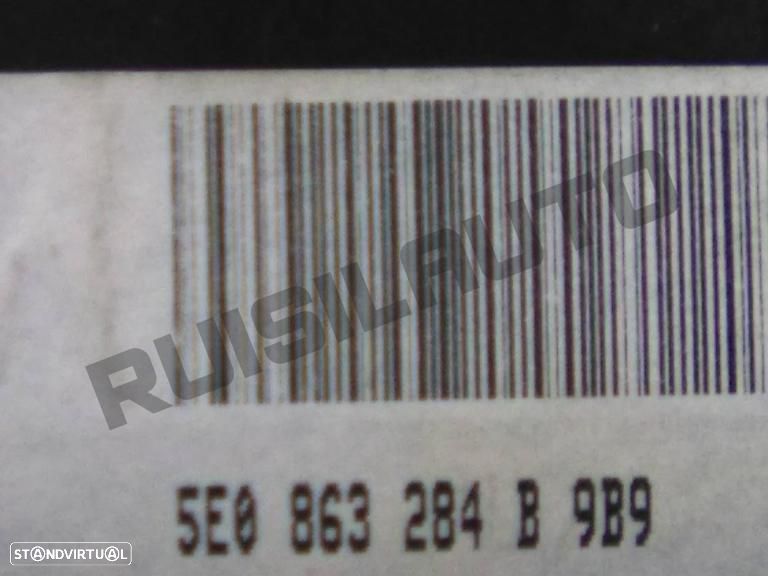 RUISILAUTO
5E0 863 284 B 9B9
STANDVIRTUAL